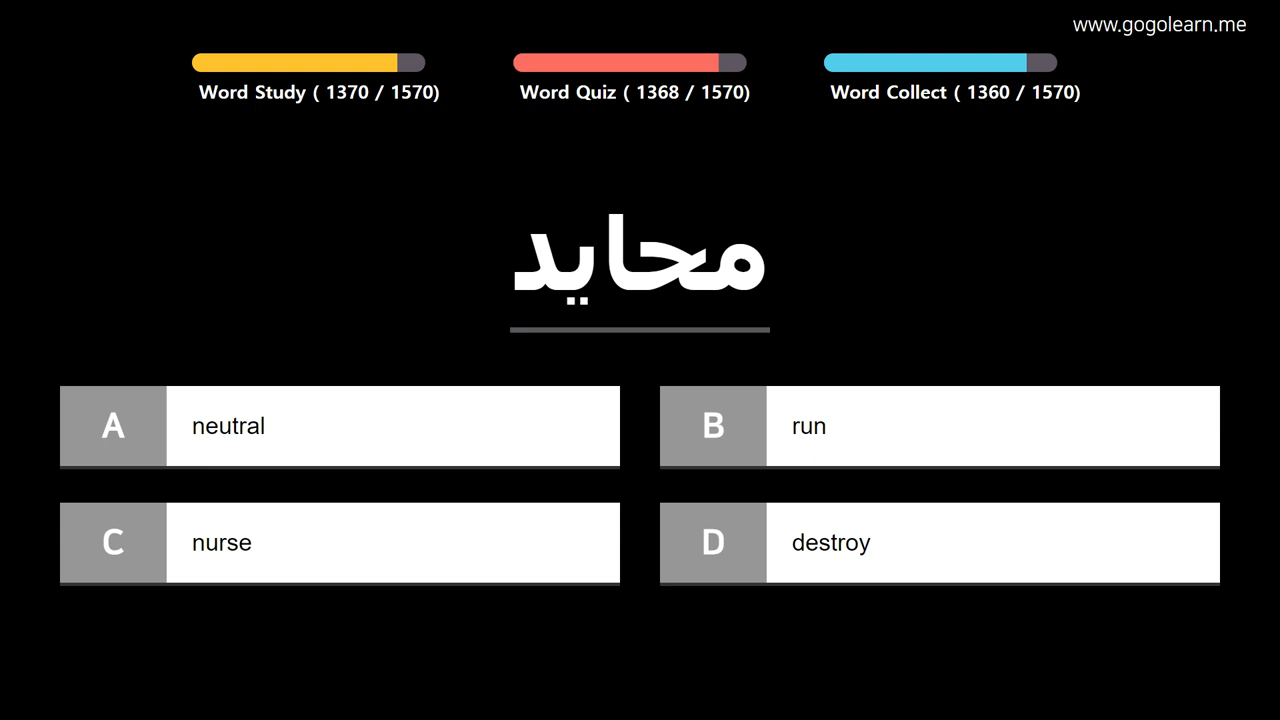 www.gogolearn.me
Word Study ( 1370 / 1570)
Word Quiz ( 1368 / 1570)
Word Collect ( 1360 / 1570)
محايد
A neutral
B run
C nurse
D destroy